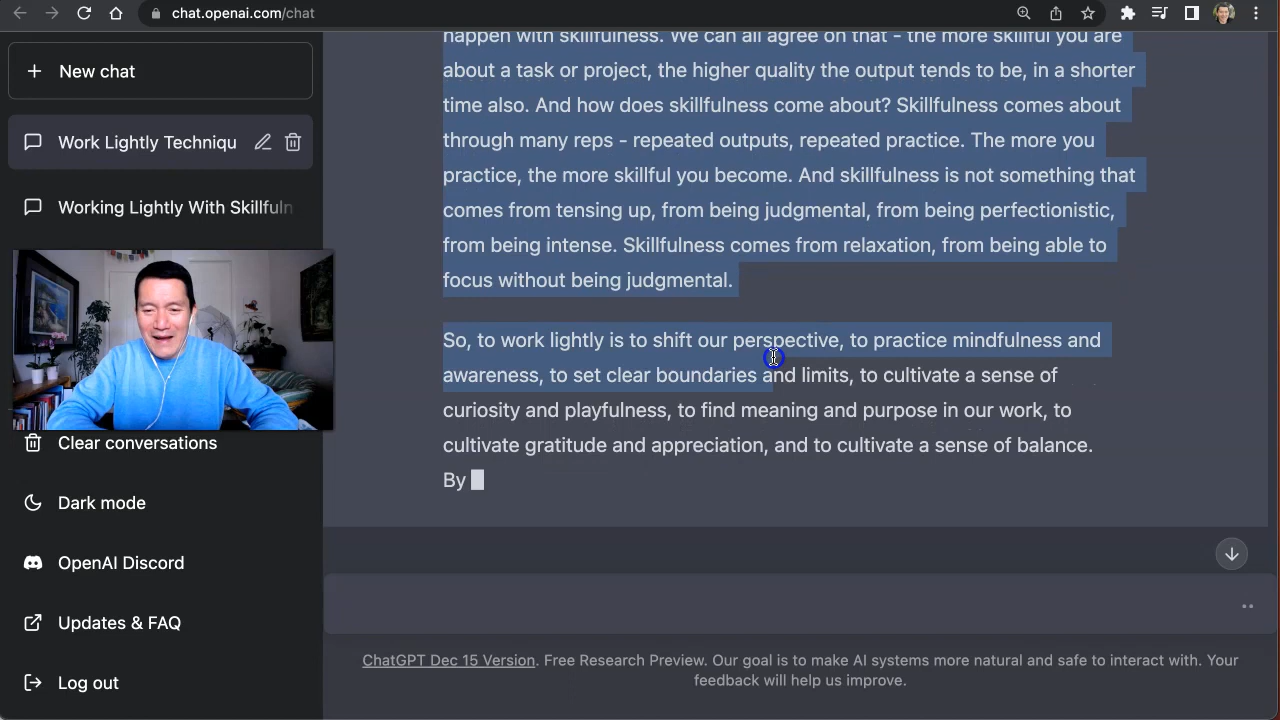 chat.openai.com/chat
New chat
Work Lightly Techniqu
Working Lightly With Skillfuln
Clear conversations
Dark mode
OpenAI Discord
Updates & FAQ
Log out
happen with skillfulness. We can all agree on that - the more skillful you are
about a task or project, the higher quality the output tends to be, in a shorter
time also. And how does skillfulness come about? Skillfulness comes about
through many reps - repeated outputs, repeated practice. The more you
practice, the more skillful you become. And skillfulness is not something that
comes from tensing up, from being judgmental, from being perfectionistic,
from being intense. Skillfulness comes from relaxation, from being able to
focus without being judgmental.
So, to work lightly is to shift our perspective, to practice mindfulness and
awareness, to set clear boundaries and limits, to cultivate a sense of
curiosity and playfulness, to find meaning and purpose in our work, to
cultivate gratitude and appreciation, and to cultivate a sense of balance.
By
ChatGPT Dec 15 Version. Free Research Preview. Our goal is to make AI systems more natural and safe to interact with. Your
feedback will help us improve.